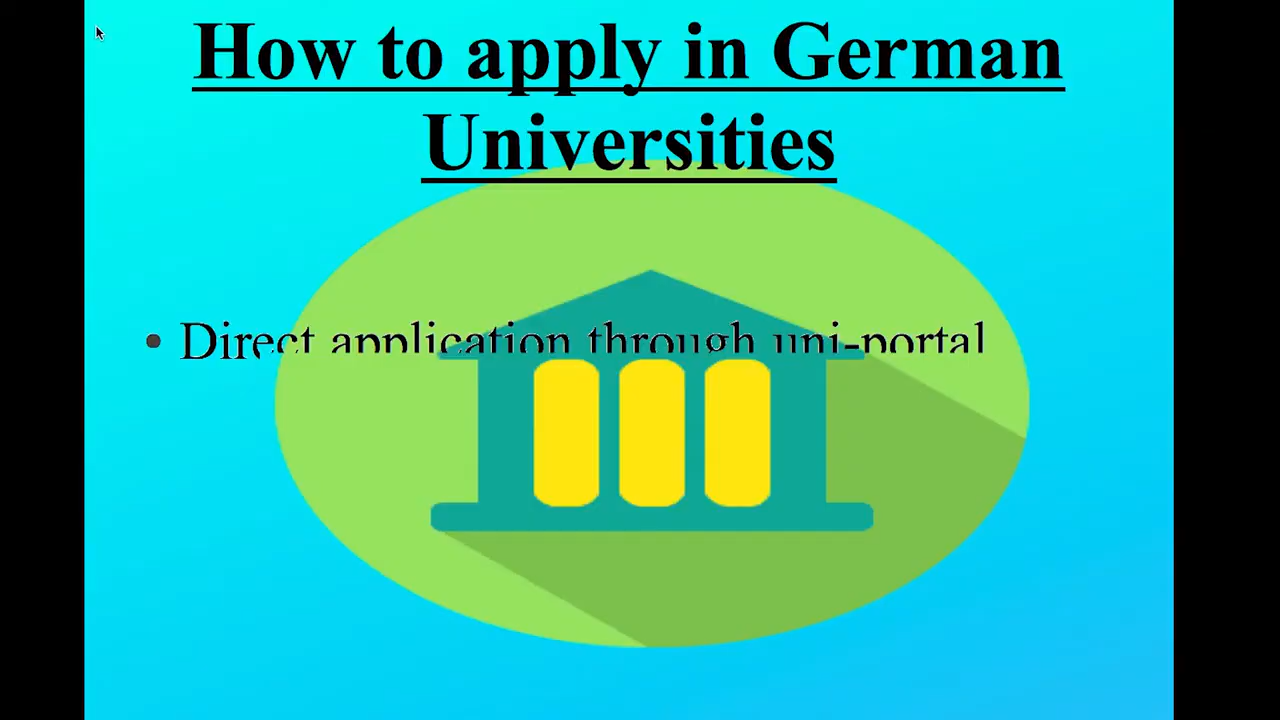 How to apply in German
Universities
• Direct application through uni-portal